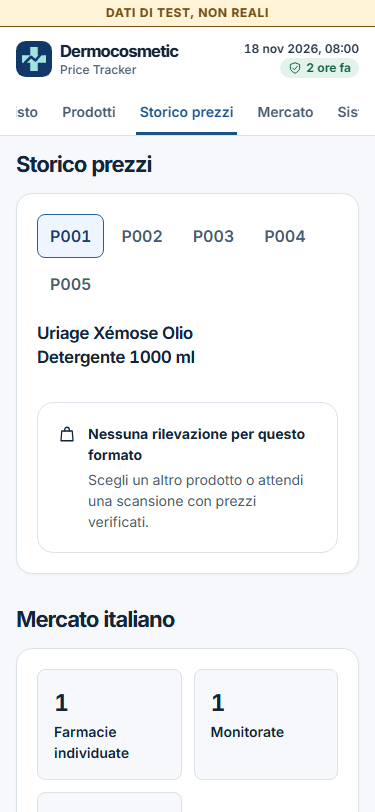 DATI DI TEST, NON REALI
Dermocosmetic
Price Tracker
18 nov 2026, 08:00
2 ore fa
isto Prodotti Storico prezzi Mercato Sis
Storico prezzi
P001 P002 P003 P004
P005
Uriage Xémose Olio
Detergente 1000 ml
Nessuna rilevazione per questo
formato
Scegli un altro prodotto o attendi
una scansione con prezzi
verificati.
Mercato italiano
1
Farmacie
individuate
1
Monitorate